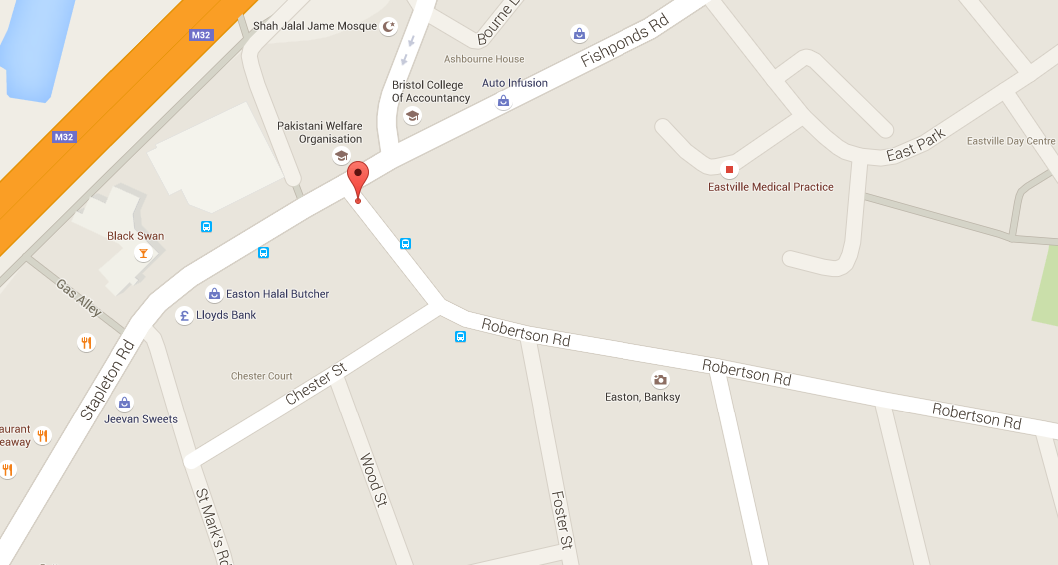 M32
Shah Jalal Jame Mosque
Bourne
Fishponds Rd
Ashbourne House
Auto Infusion
Bristol College
Of Accountancy
M32
Pakistani Welfare
Organisation
East Park
Eastville Day Centre
Eastville Medical Practice
Black Swan
Gas Alley
Easton Halal Butcher
£
Lloyds Bank
Robertson Rd
Stapleton Rd
Chester Court
Chester St
Robertson Rd
Easton, Banksy
Robertson Rd
Jeevan Sweets
aurant
eaway
Wood St
St Mark's Rd
Foster St